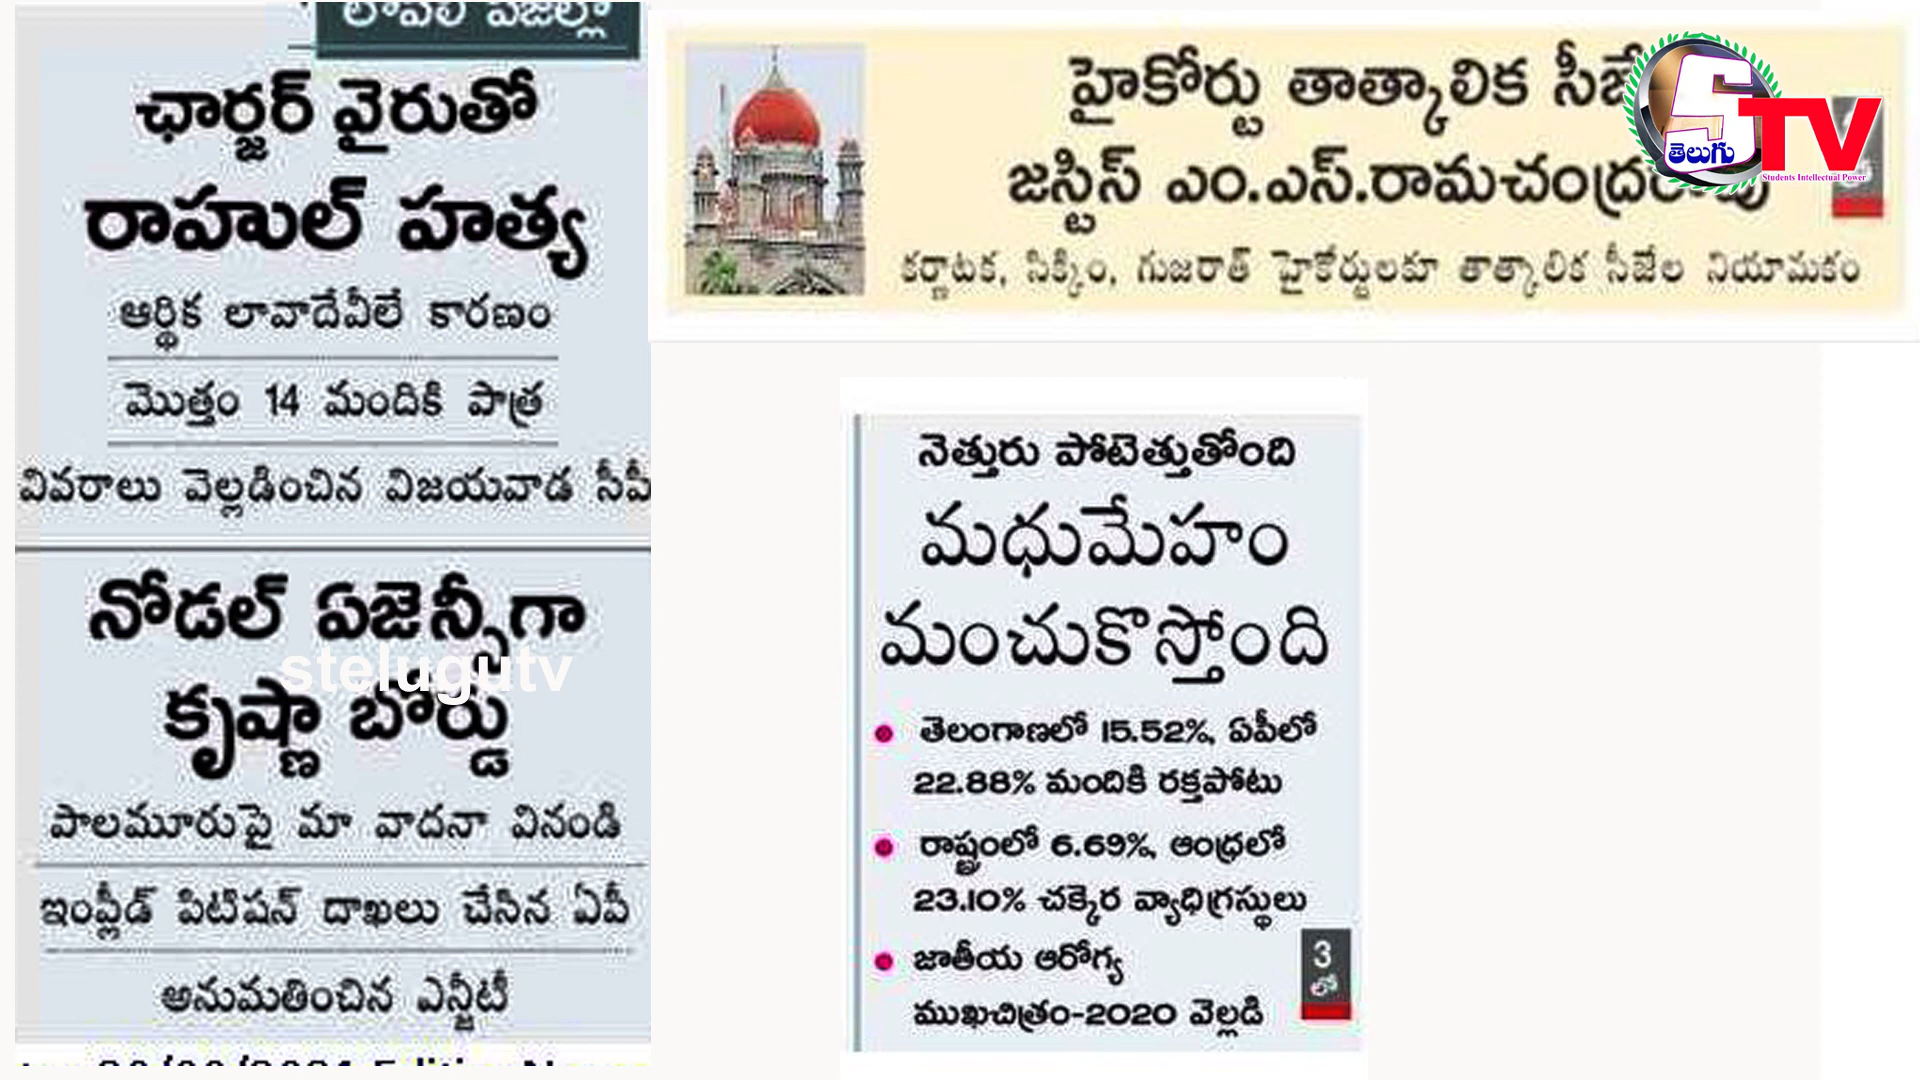 ఛార్జర్ వైరుతో
రాహుల్ హత్య
ఆర్థిక లావాదేవీలే కారణం
మొత్తం 14 మందికి పాత్ర
వివరాలు వెల్లడించిన విజయవాడ సీపీ
నోడల్ ఏజెన్సీగా
కృష్ణా బోర్డు
stelugutv
పాలమూరుపై మా వాదనా వినండి
ఇంప్లీడ్ పిటిషన్ దాఖలు చేసిన ఏపీ
అనుమతించిన ఎన్జీటీ
హైకోర్టు తాత్కాలిక సీజే
జస్టిస్ ఎం.ఎస్.రామచంద్రరావు
కర్ణాటక, సిక్కిం, గుజరాత్ హైకోర్టులకూ తాత్కాలిక సీజేల నియామకం
S TV
తెలుగు
Students Intellectual Power
నెత్తురు పోటెత్తుతోంది
మధుమేహం
మంచుకొస్తోంది
తెలంగాణలో 15.52%, ఏపీలో
22.88% మందికి రక్తపోటు
రాష్ట్రంలో 6.69%, ఆంధ్రలో
23.10% చక్కెర వ్యాధిగ్రస్థులు
జాతీయ ఆరోగ్య
ముఖచిత్రం-2020 వెల్లడి
3
లో